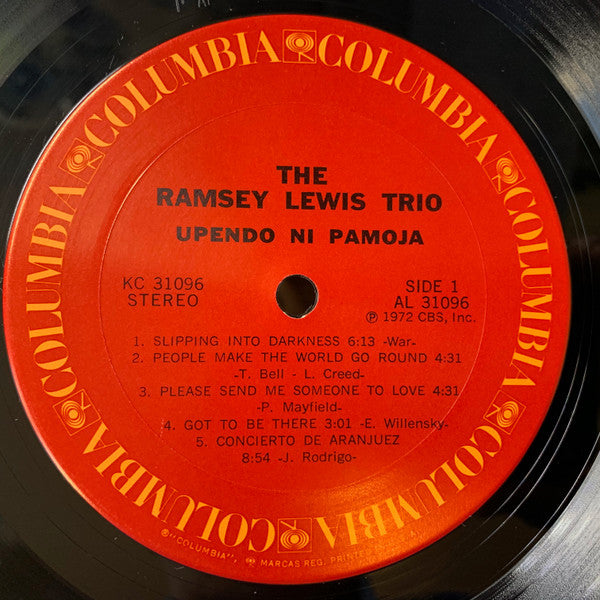 COLUMBIA COLUMBIA COLUMBIA COLUMBIA COLUMBIA COLUMBIA
THE
RAMSEY LEWIS TRIO
UPENDO NI PAMOJA
KC 31096
STEREO
SIDE 1
AL 31096
℗ 1972 CBS, Inc.
1. SLIPPING INTO DARKNESS 6:13 -War-
2. PEOPLE MAKE THE WORLD GO ROUND 4:31
-T. Bell - L. Creed-
3. PLEASE SEND ME SOMEONE TO LOVE 4:31
-P. Mayfield-
4. GOT TO BE THERE 3:01 -E. Willensky-
5. CONCIERTO DE ARANJUEZ
8:54 -J. Rodrigo-
®"COLUMBIA", MARCAS REG. PRINTED